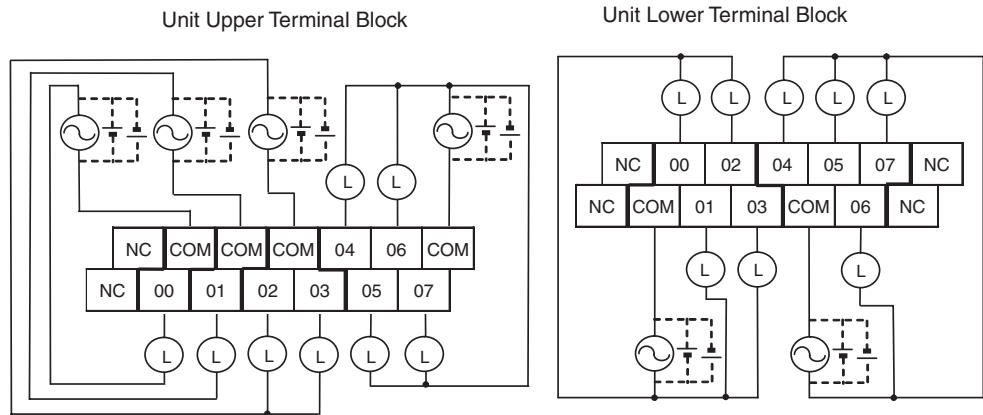 Unit Upper Terminal Block
L L
NC COM COM COM 04 06 COM
NC 00 01 02 03 05 07
L L L L L L
Unit Lower Terminal Block
L L L L L
NC 00 02 04 05 07 NC
NC COM 01 03 COM 06 NC
L L L